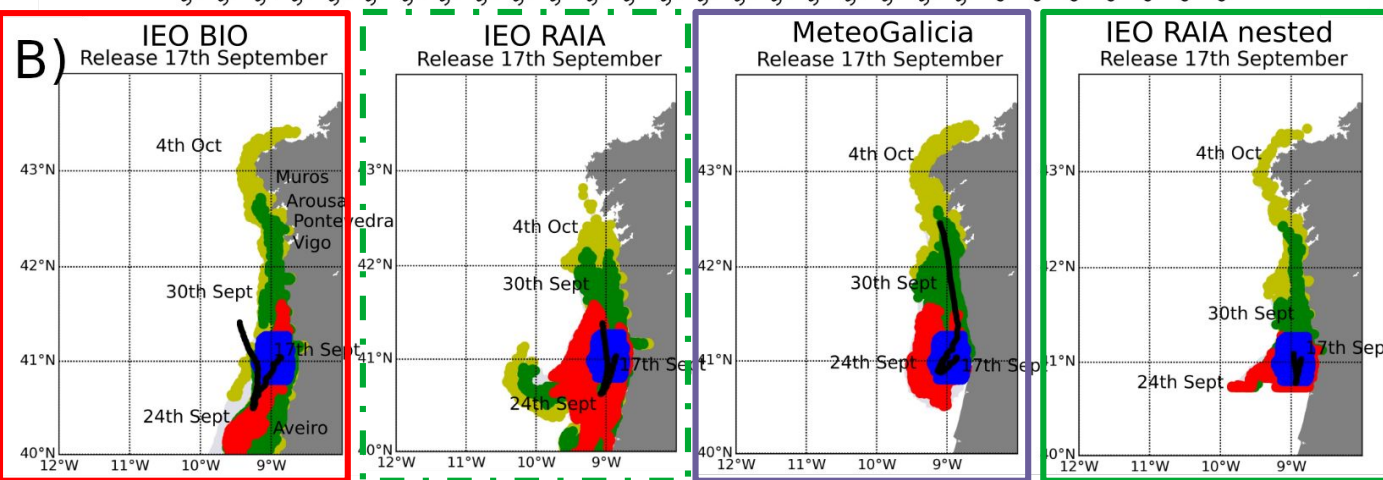 B)
IEO BIO
Release 17th September
4th Oct
43°N
Muros
Arousa
Pontevedra
Vigo
42°N
30th Sept
41°N
17th Sept
24th Sept
Aveiro
40°N
12°W 11°W 10°W 9°W
IEO RAIA
Release 17th September
43°N
4th Oct
42°N
30th Sept
41°N
17th Sept
24th Sept
0°N
12°W 11°W 10°W 9°W
MeteoGalicia
Release 17th September
4th Oct
43°N
42°N
30th Sept
24th Sept
41°N
17th Sept
40°N
12°W 11°W 10°W 9°W
IEO RAIA nested
Release 17th September
4th Oct
43°N
42°N
30th Sept
17th Sep
41°N
24th Sept
0°N
12°W 11°W 10°W 9°W